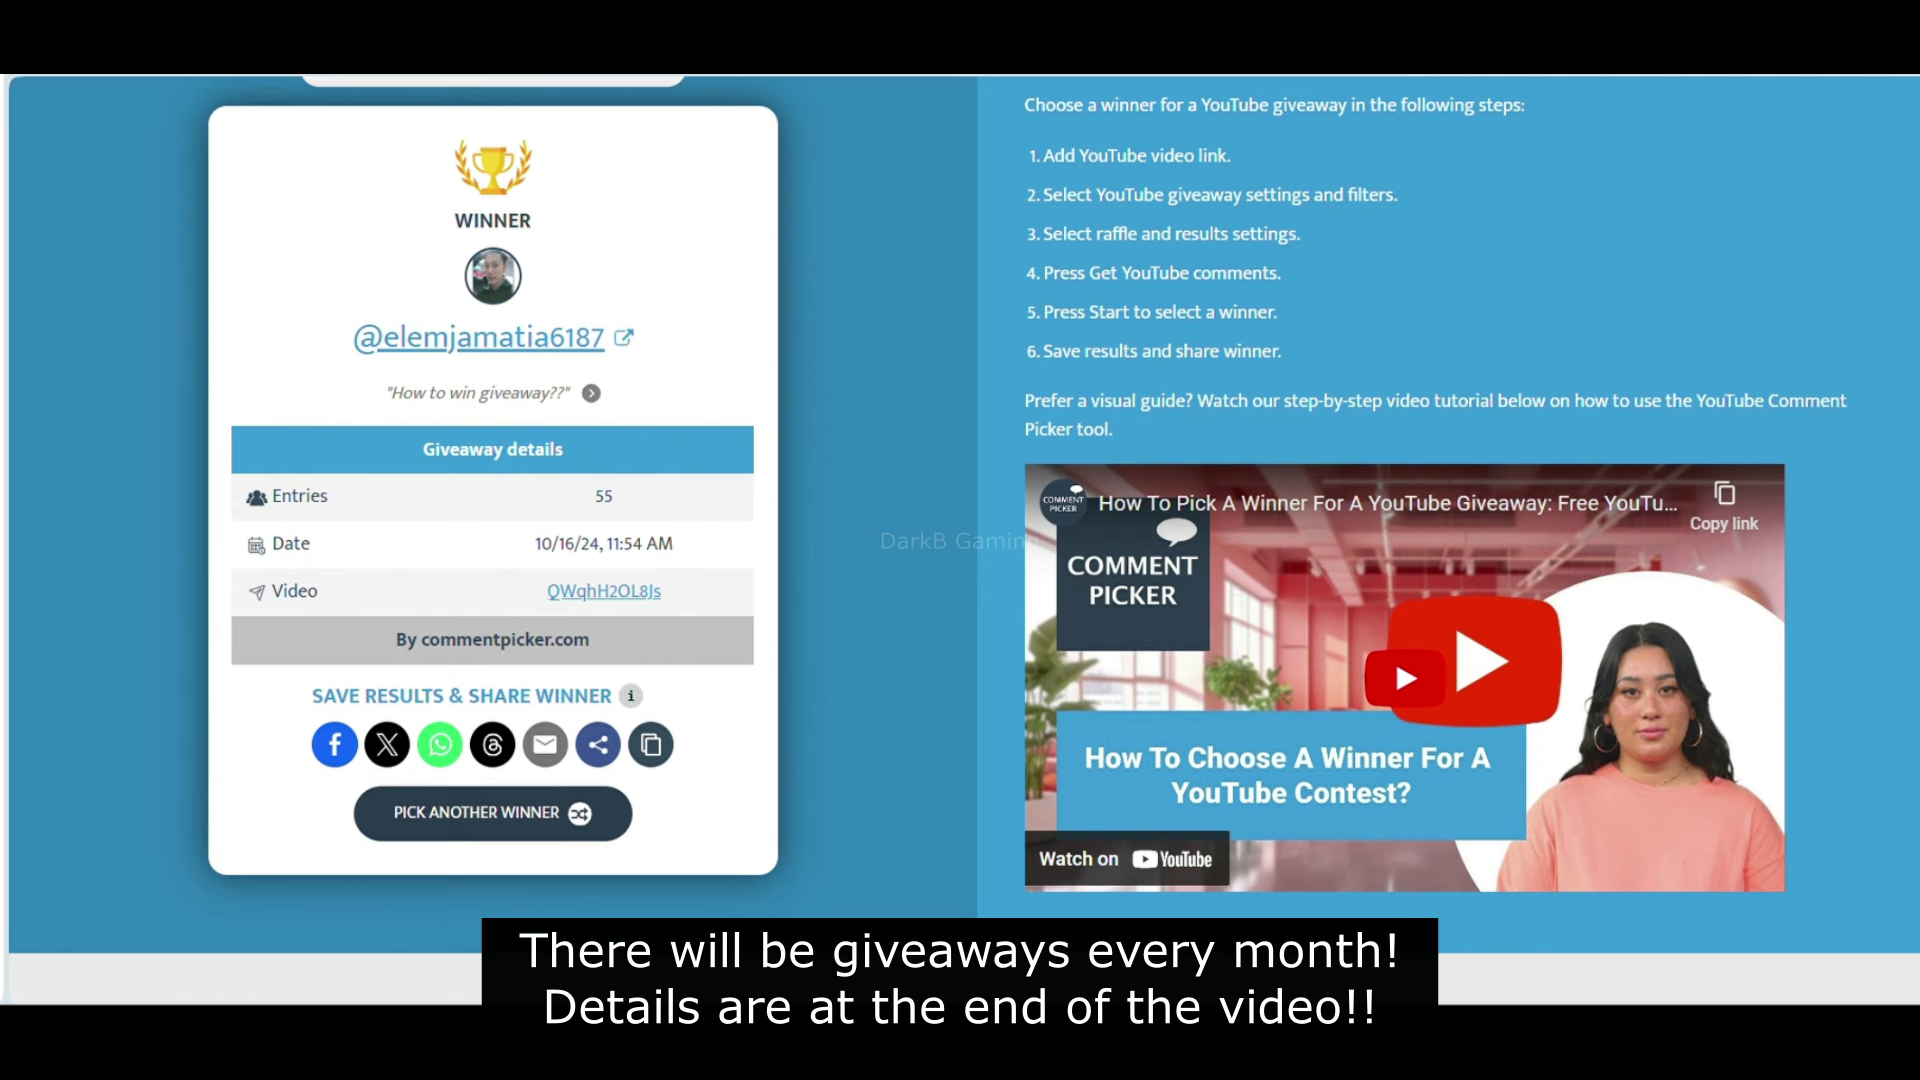 WINNER
@elemjamatia6187
"How to win giveaway??"
Giveaway details
Entries 55
Date 10/16/24, 11:54 AM
Video QWqhH2OL8Js
By commentpicker.com
SAVE RESULTS & SHARE WINNER i
PICK ANOTHER WINNER
Choose a winner for a YouTube giveaway in the following steps:
1. Add YouTube video link.
2. Select YouTube giveaway settings and filters.
3. Select raffle and results settings.
4. Press Get YouTube comments.
5. Press Start to select a winner.
6. Save results and share winner.
Prefer a visual guide? Watch our step-by-step video tutorial below on how to use the YouTube Comment
Picker tool.
COMMENT
PICKER
How To Pick A Winner For A YouTube Giveaway: Free YouTu...
Copy link
COMMENT
PICKER
How To Choose A Winner For A
YouTube Contest?
Watch on YouTube
DarkB Gamin
There will be giveaways every month!
Details are at the end of the video!!